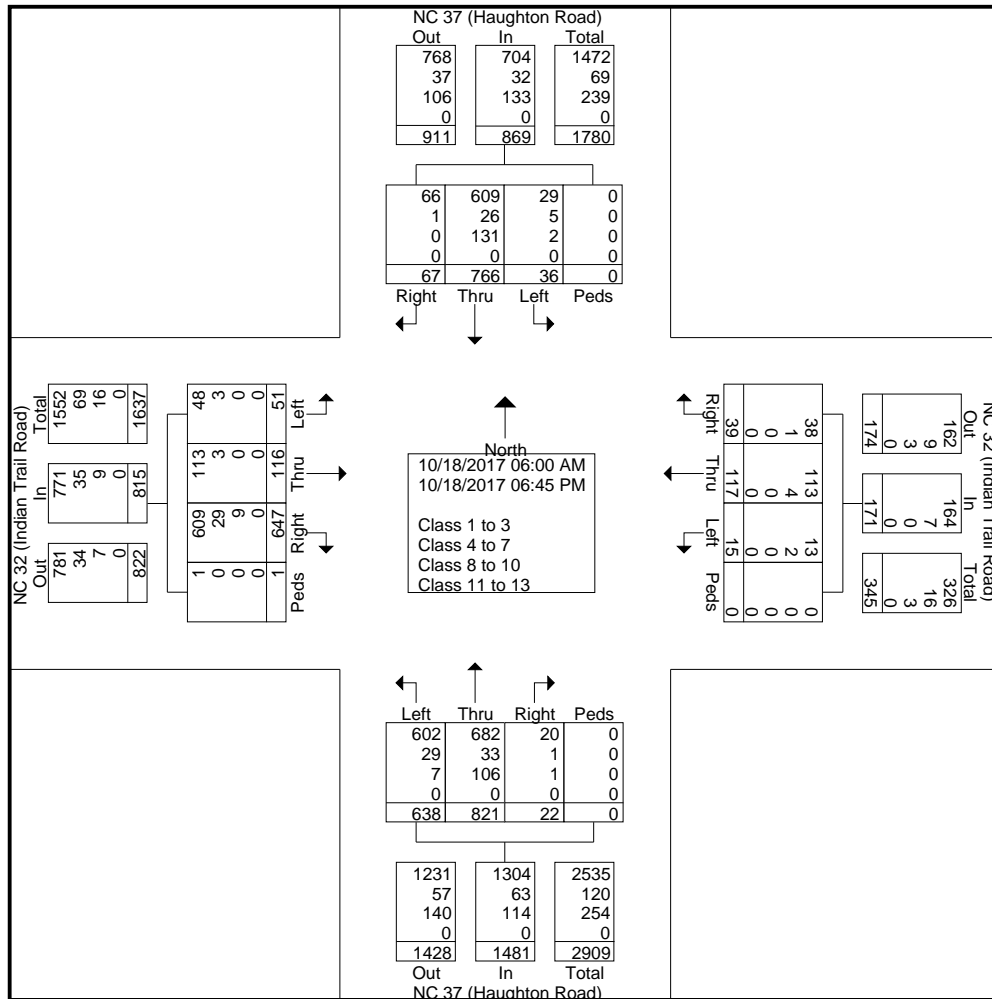 NC 37 (Haughton Road)
Out In Total
768 704 1472
37 32 69
106 133 239
0 0 0
911 869 1780
66 609 29 0
1 26 5 0
0 131 2 0
0 0 0 0
67 766 36 0
Right Thru Left Peds
NC 32 (Indian Trail Road)
Total In Out
1552 771 781
69 35 34
16 9 7
0 0 0
1637 815 822
48 113 609 1
3 3 29 0
0 0 9 0
0 0 0 0
51 116 647 1
Left Thru Right Peds
North
10/18/2017 06:00 AM
10/18/2017 06:45 PM
Class 1 to 3
Class 4 to 7
Class 8 to 10
Class 11 to 13
Right Thru Left Peds
39 117 15 0
0 0 0 0
0 0 0 0
1 4 2 0
38 113 13 0
174 171 345
0 0 0
3 0 3
9 7 16
162 164 326
Out In Total
NC 32 (Indian Trail Road)
Left Thru Right Peds
602 682 20 0
29 33 1 0
7 106 1 0
0 0 0 0
638 821 22 0
1231 1304 2535
57 63 120
140 114 254
0 0 0
1428 1481 2909
Out In Total
NC 37 (Haughton Road)